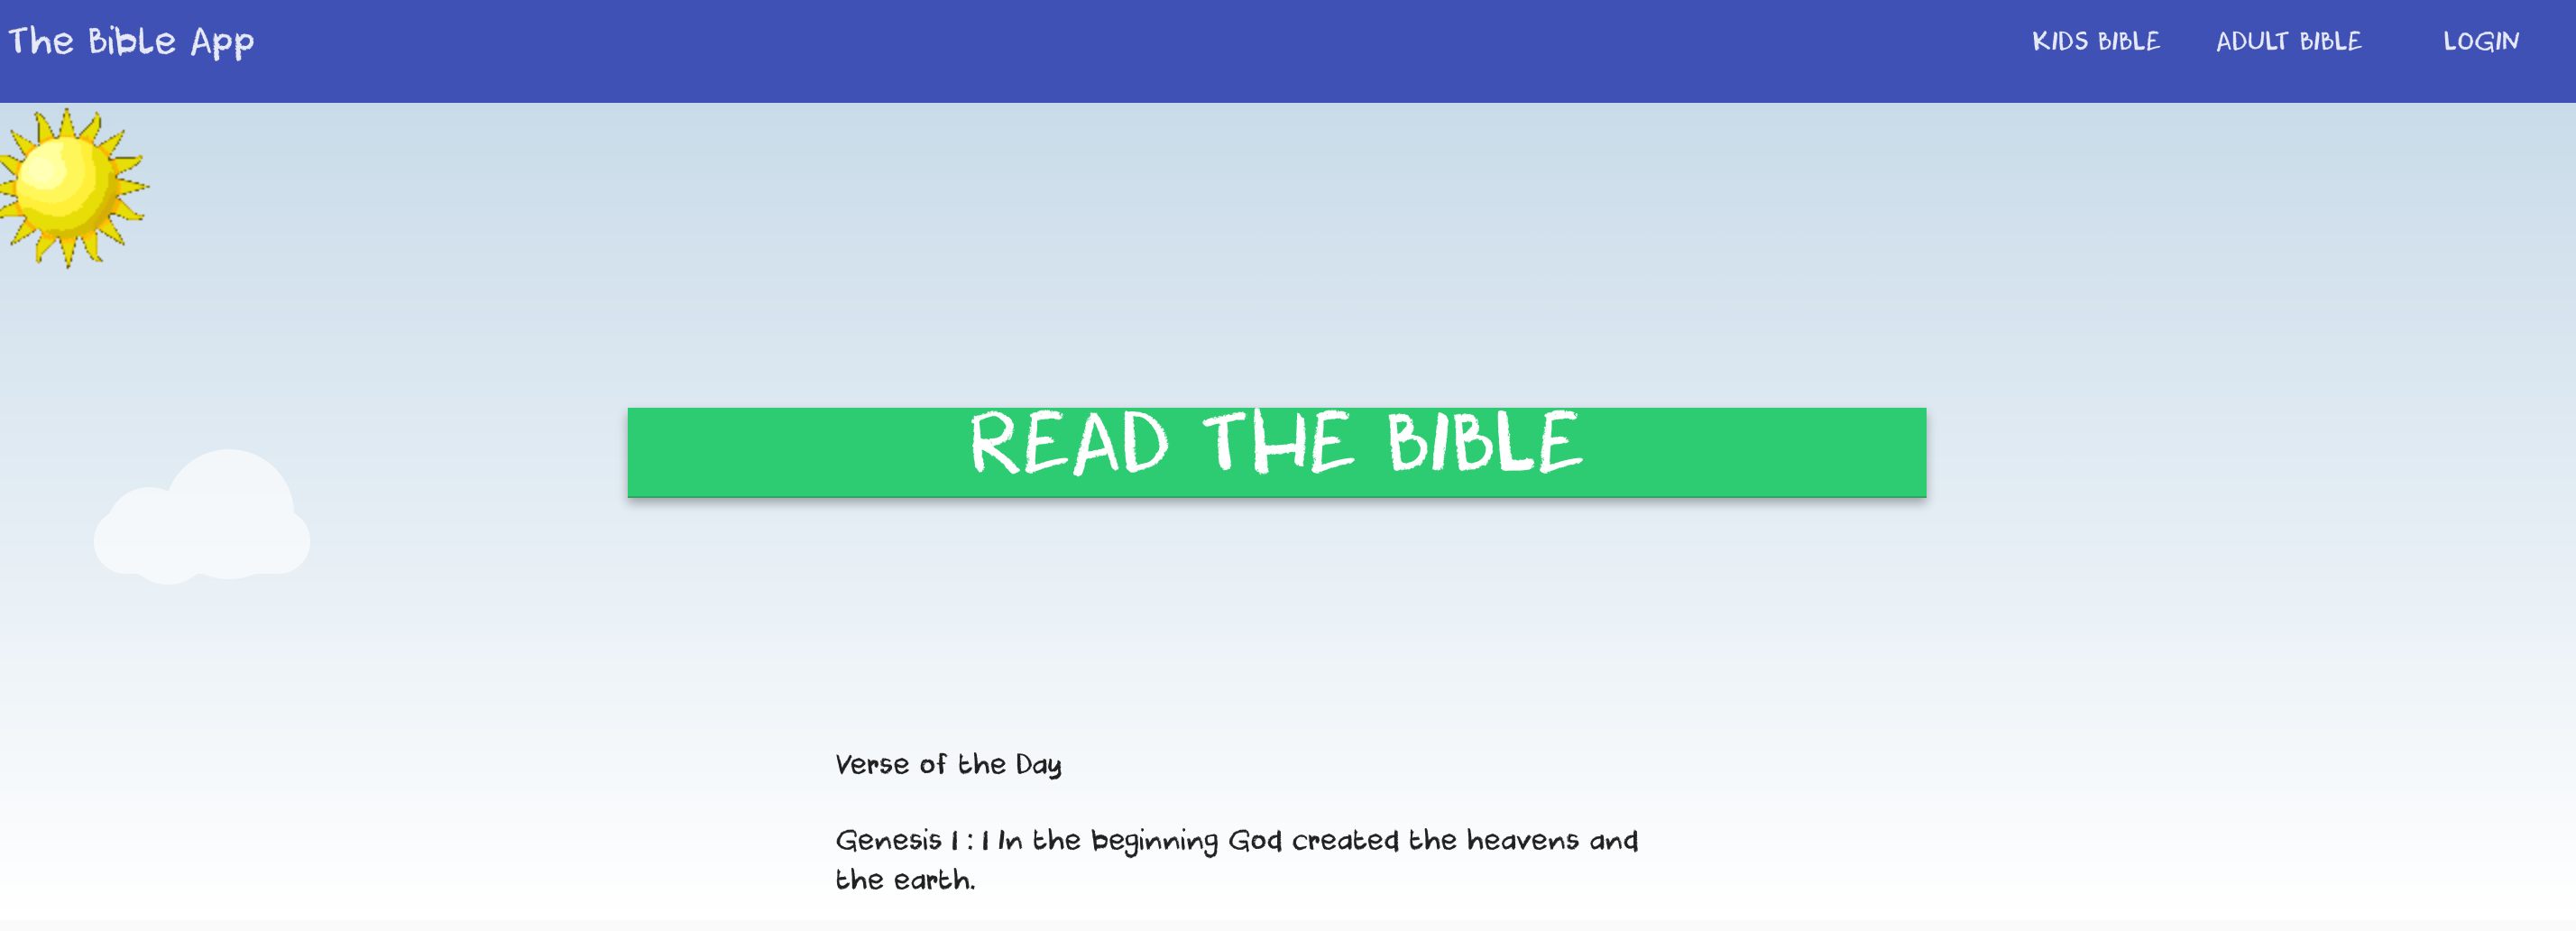 The Bible App
KIDS BIBLE
ADULT BIBLE
LOGIN
READ THE BIBLE
Verse of the Day
Genesis 1 : 1 In the beginning God created the heavens and
the earth.